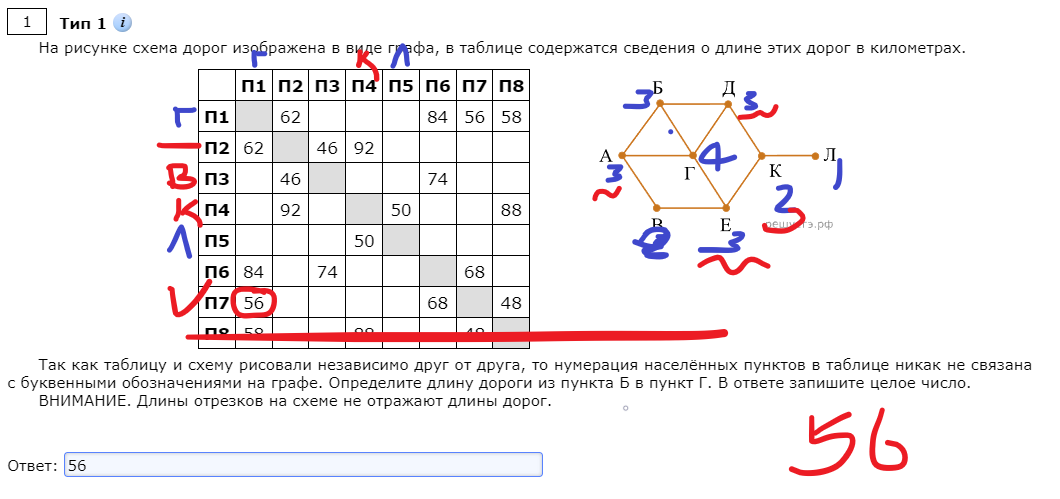 1 Тип 1 i
На рисунке схема дорог изображена в виде графа, в таблице содержатся сведения о длине этих дорог в километрах.
Г К Л
П1 П2 П3 П4 П5 П6 П7 П8
Г П1 62 84 56 58
П2 62 46 92
В П3 46 74
К П4 92 50 88
Л П5 50
П6 84 74 68
П7 56 68 48
П8 58 88 48
3 Б Д 3
А Г 4 К Л 1
3 2
В Е
2 3
решуегэ.рф
Так как таблицу и схему рисовали независимо друг от друга, то нумерация населённых пунктов в таблице никак не связана
с буквенными обозначениями на графе. Определите длину дороги из пункта Б в пункт Г. В ответе запишите целое число.
ВНИМАНИЕ. Длины отрезков на схеме не отражают длины дорог.
56
Ответ: 56